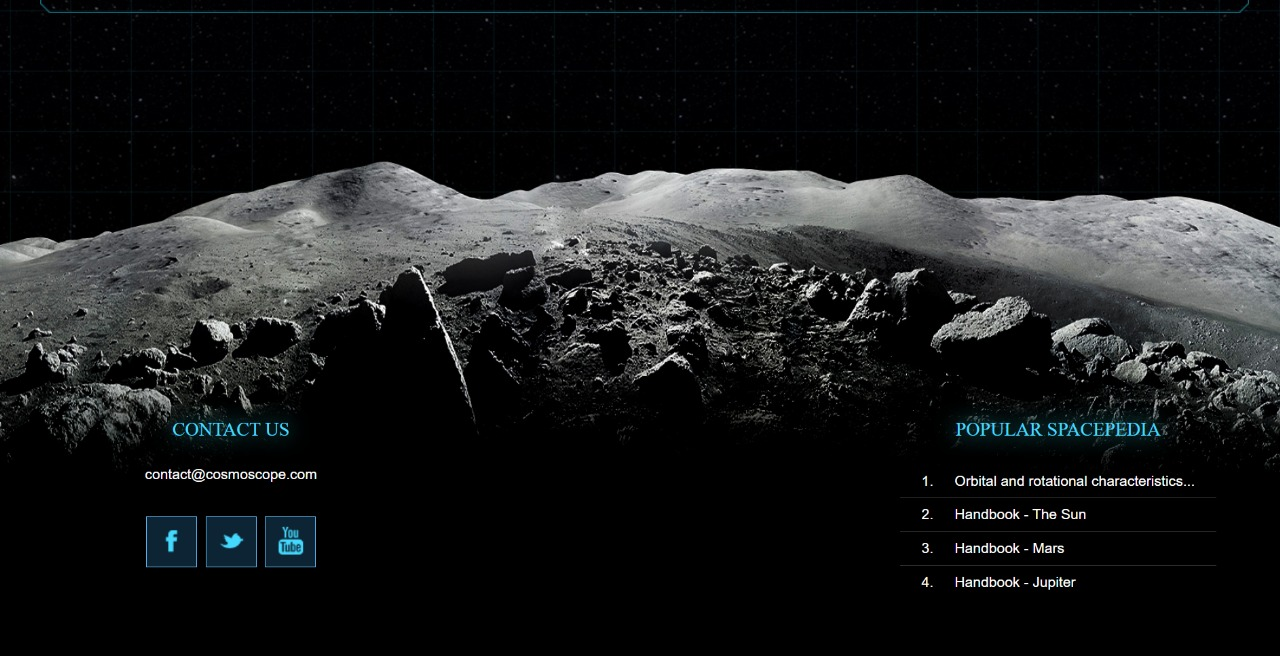 CONTACT US
contact@cosmoscope.com
f
You
Tube
POPULAR SPACEPEDIA
1. Orbital and rotational characteristics...
2. Handbook - The Sun
3. Handbook - Mars
4. Handbook - Jupiter